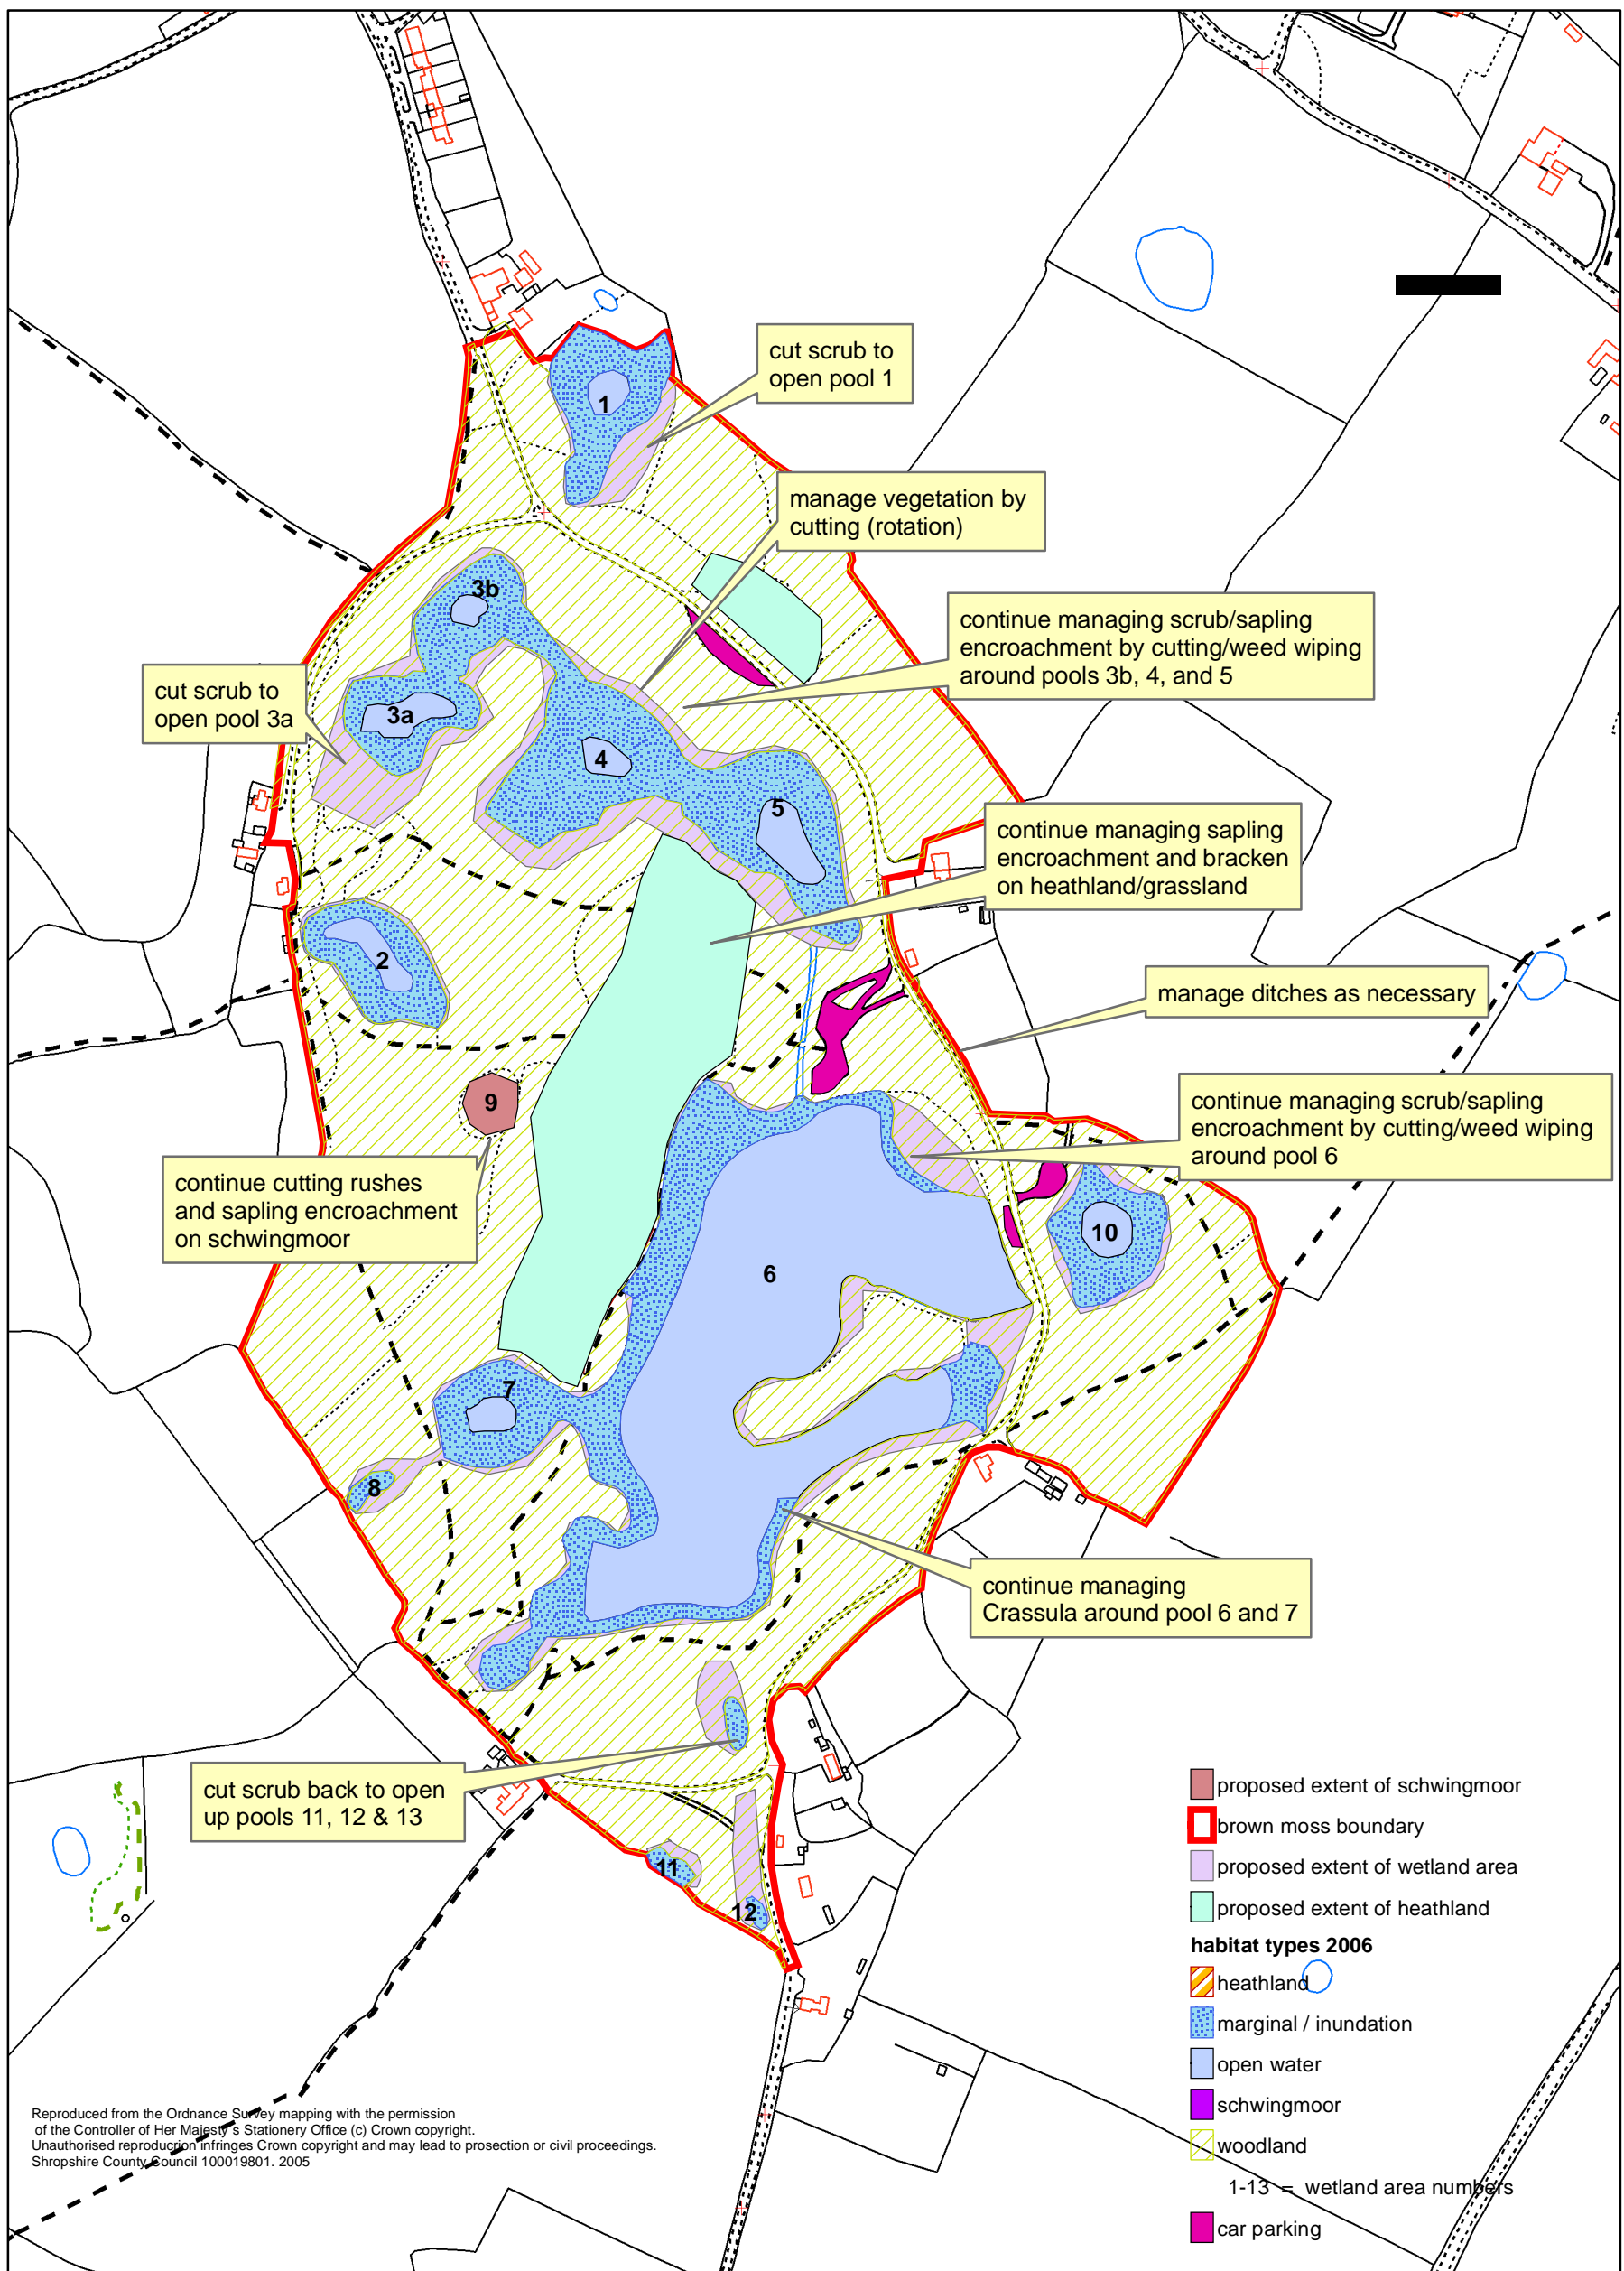 cut scrub to
open pool 1
1
manage vegetation by
cutting (rotation)
3b
continue managing scrub/sapling
encroachment by cutting/weed wiping
around pools 3b, 4, and 5
cut scrub to
open pool 3a
3a
4
5
continue managing sapling
encroachment and bracken
on heathland/grassland
2
manage ditches as necessary
9
continue managing scrub/sapling
encroachment by cutting/weed wiping
around pool 6
continue cutting rushes
and sapling encroachment
on schwingmoor
10
6
7
8
continue managing
Crassula around pool 6 and 7
cut scrub back to open
up pools 11, 12 & 13
11
12
proposed extent of schwingmoor
brown moss boundary
proposed extent of wetland area
proposed extent of heathland
habitat types 2006
heathland
marginal / inundation
open water
schwingmoor
woodland
1-13 = wetland area numbers
car parking
Reproduced from the Ordnance Survey mapping with the permission
of the Controller of Her Majesty's Stationery Office (c) Crown copyright.
Unauthorised reproduction infringes Crown copyright and may lead to prosection or civil proceedings.
Shropshire County Council 100019801. 2005